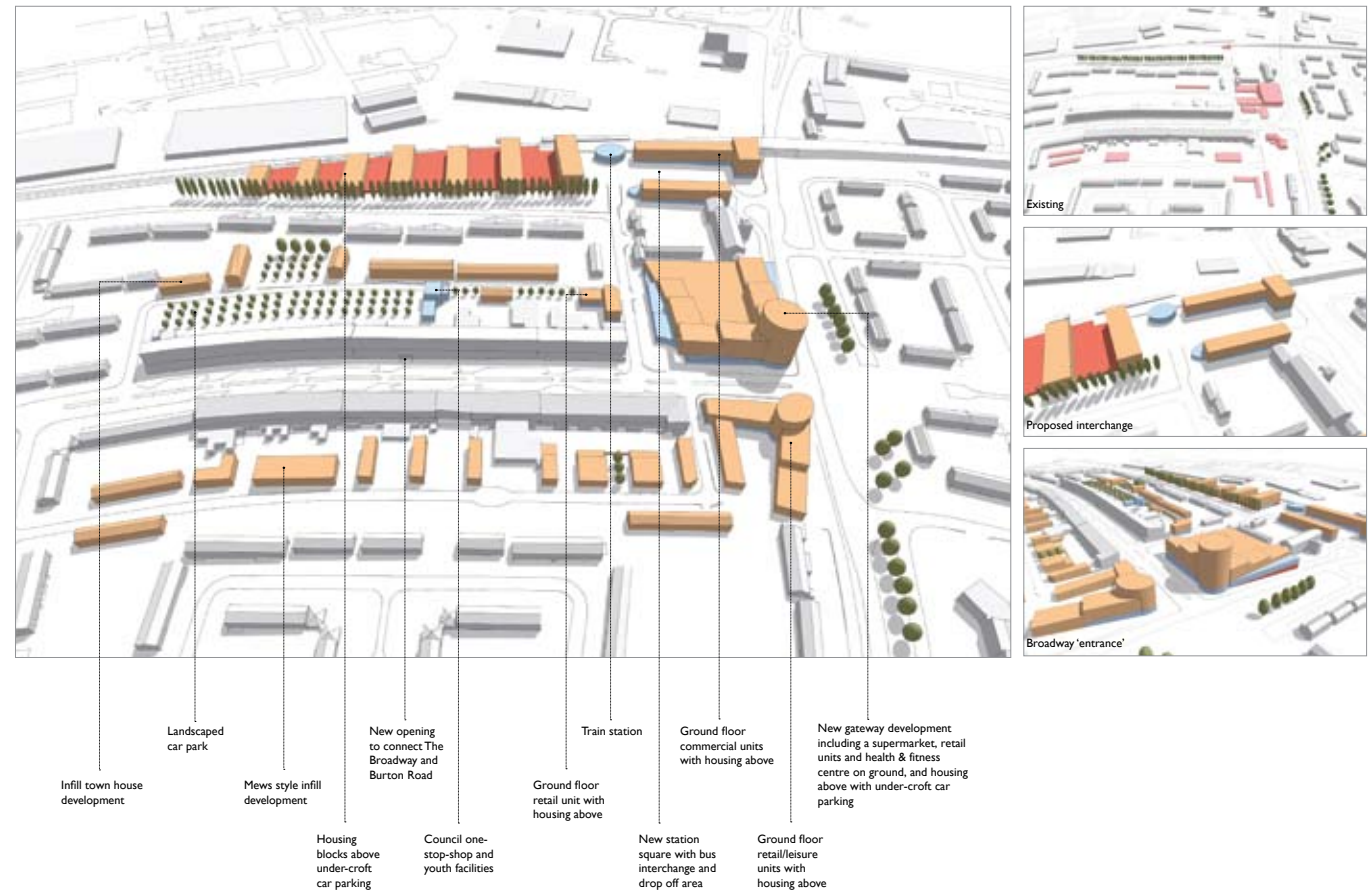 Existing
Proposed interchange
Broadway ‘entrance’
Landscaped
car park
New opening
to connect The
Broadway and
Burton Road
Train station
Ground floor
commercial units
with housing above
New gateway development
including a supermarket, retail
units and health & fitness
centre on ground, and housing
above with under-croft car
parking
Infill town house
development
Mews style infill
development
Ground floor
retail unit with
housing above
Housing
blocks above
under-croft
car parking
Council one-
stop-shop and
youth facilities
New station
square with bus
interchange and
drop off area
Ground floor
retail/leisure
units with
housing above